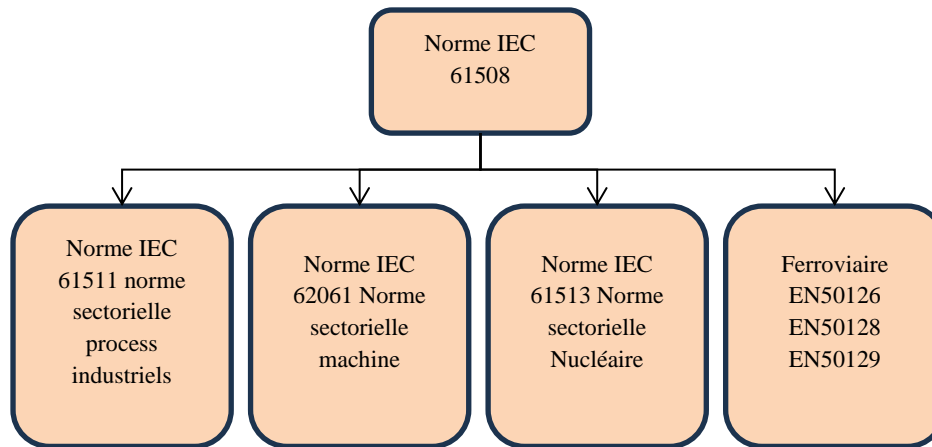 Norme IEC
61508
Norme IEC
61511 norme
sectorielle
process
industriels
Norme IEC
62061 Norme
sectorielle
machine
Norme IEC
61513 Norme
sectorielle
Nucléaire
Ferroviaire
EN50126
EN50128
EN50129